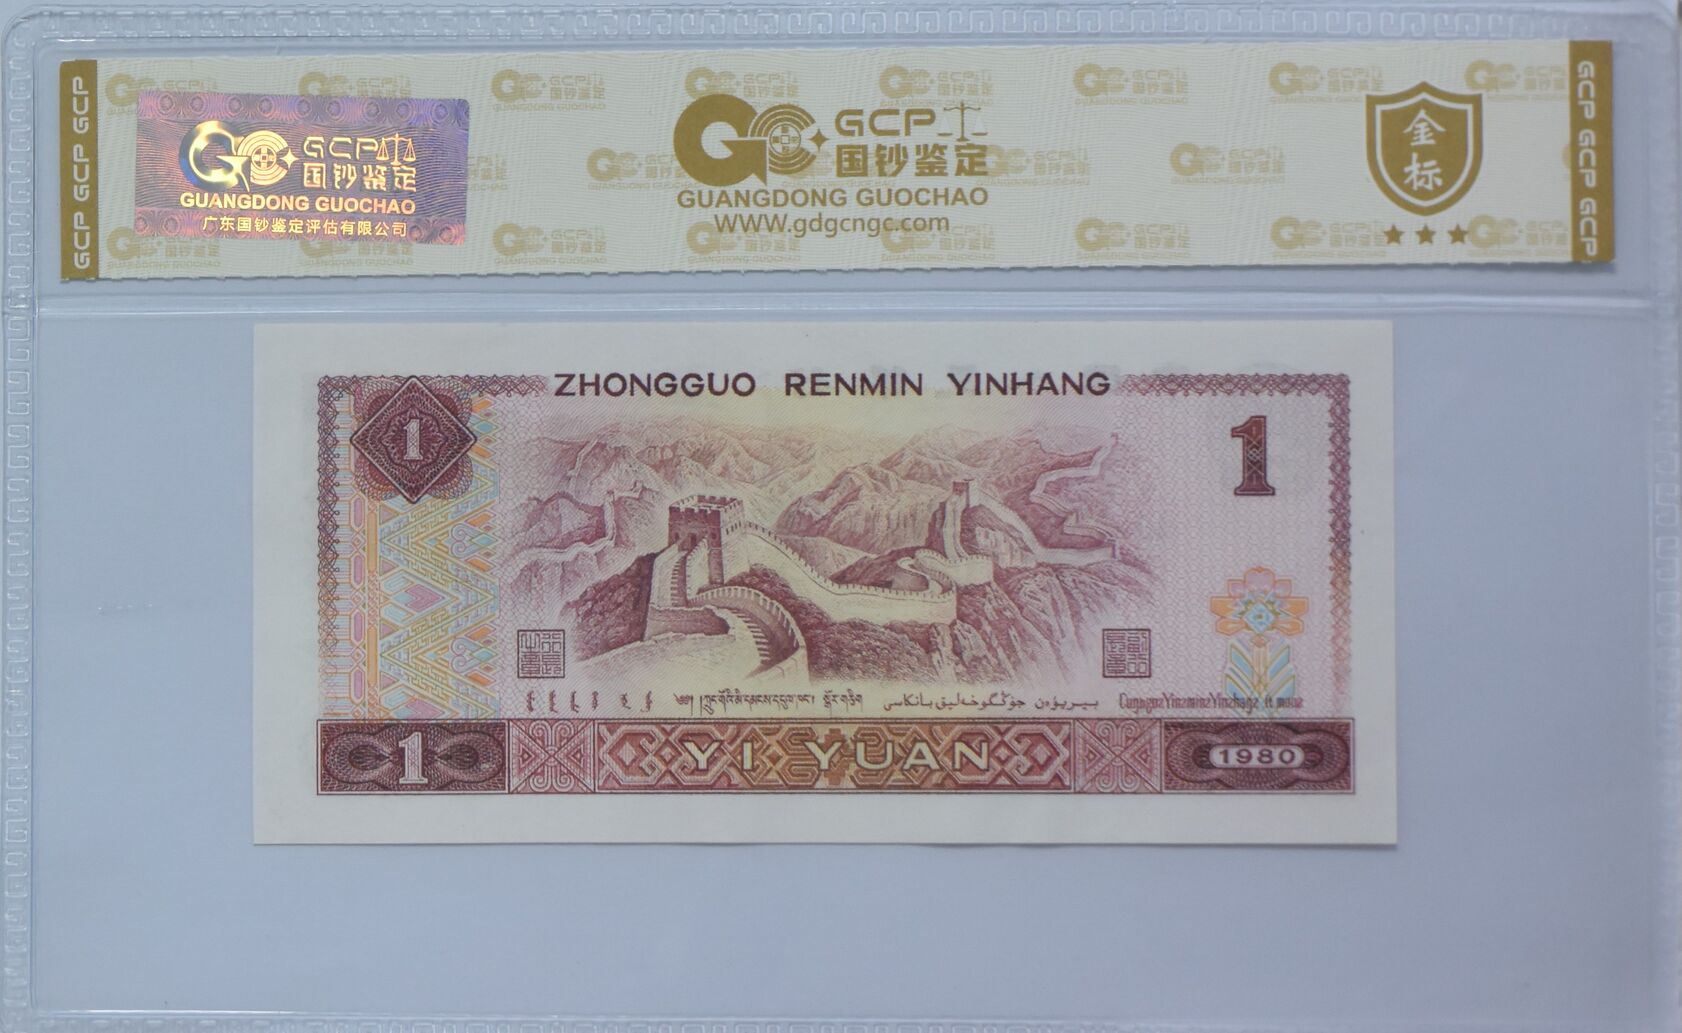 GCP
国钞鉴定
GUANGDONG GUOCHAO
广东国钞鉴定评估有限公司
GCP
国钞鉴定
GUANGDONG GUOCHAO
WWW.gdgcngc.com
金
标
GCP GCP GCP
GCP GCP GCP
ZHONGGUO RENMIN YINHANG
1
1
1
YI YUAN
1980